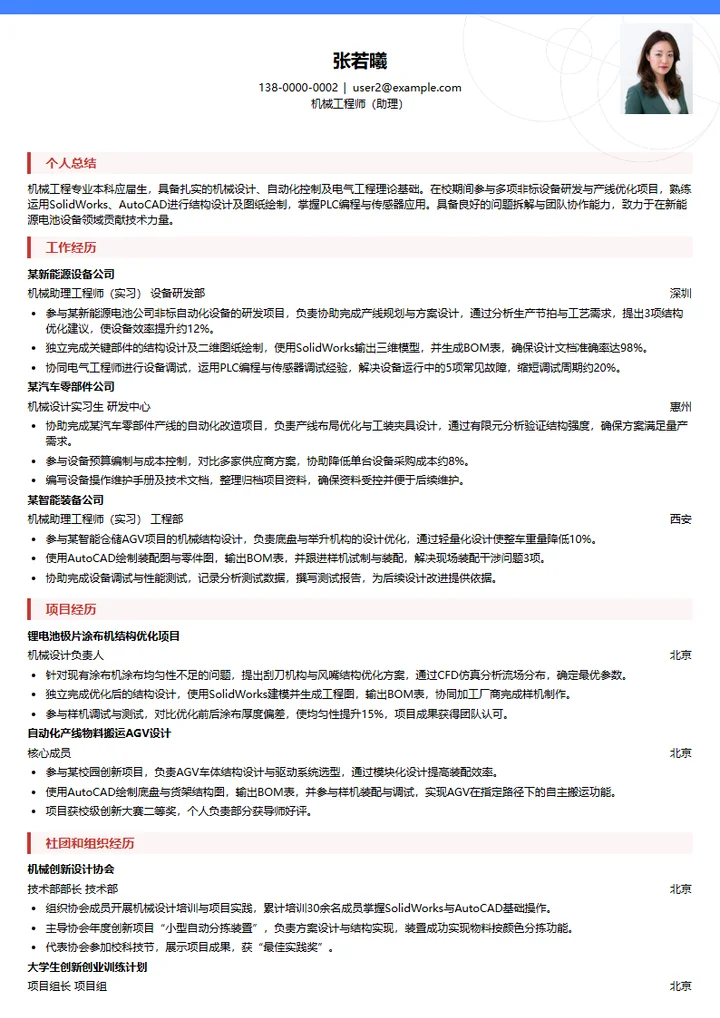 张若曦
138-0000-0002 | user2@example.com
机械工程师（助理）
个人总结
机械工程专业本科应届生，具备扎实的机械设计、自动化控制及电气工程理论基础。在校期间参与多项非标设备研发与产线优化项目，熟练
运用SolidWorks、AutoCAD进行结构设计及图纸绘制，掌握PLC编程与传感器应用。具备良好的问题拆解与团队协作能力，致力于在新能
源电池设备领域贡献技术力量。
工作经历
某新能源设备公司
机械助理工程师（实习） 设备研发部 深圳
• 参与某新能源电池公司非标自动化设备的研发项目，负责协助完成产线规划与方案设计，通过分析生产节拍与工艺需求，提出3项结构
优化建议，使设备效率提升约12%。
• 独立完成关键部件的结构设计及二维图纸绘制，使用SolidWorks输出三维模型，并生成BOM表，确保设计文档准确率达98%。
• 协同电气工程师进行设备调试，运用PLC编程与传感器调试经验，解决设备运行中的5项常见故障，缩短调试周期约20%。
某汽车零部件公司
机械设计实习生 研发中心 惠州
• 协助完成某汽车零部件产线的自动化改造项目，负责产线布局优化与工装夹具设计，通过有限元分析验证结构强度，确保方案满足量产
需求。
• 参与设备预算编制与成本控制，对比多家供应商方案，协助降低单台设备采购成本约8%。
• 编写设备操作维护手册及技术文档，整理归档项目资料，确保资料受控并便于后续维护。
某智能装备公司
机械助理工程师（实习） 工程部 西安
• 参与某智能仓储AGV项目的机械结构设计，负责底盘与举升机构的设计优化，通过轻量化设计使整车重量降低10%。
• 使用AutoCAD绘制装配图与零件图，输出BOM表，并跟进样机试制与装配，解决现场装配干涉问题3项。
• 协助完成设备调试与性能测试，记录分析测试数据，撰写测试报告，为后续设计改进提供依据。
项目经历
锂电池极片涂布机结构优化项目
机械设计负责人 北京
• 针对现有涂布机涂布均匀性不足的问题，提出刮刀机构与风嘴结构优化方案，通过CFD仿真分析流场分布，确定最优参数。
• 独立完成优化后的结构设计，使用SolidWorks建模并生成工程图，输出BOM表，协同加工厂商完成样机制作。
• 参与样机调试与测试，对比优化前后涂布厚度偏差，使均匀性提升15%，项目成果获得团队认可。
自动化产线物料搬运AGV设计
核心成员 北京
• 参与某校园创新项目，负责AGV车体结构设计与驱动系统选型，通过模块化设计提高装配效率。
• 使用AutoCAD绘制底盘与货架结构图，输出BOM表，并参与样机装配与调试，实现AGV在指定路径下的自主搬运功能。
• 项目获校级创新大赛二等奖，个人负责部分获导师好评。
社团和组织经历
机械创新设计协会
技术部部长 技术部 北京
• 组织协会成员开展机械设计培训与项目实践，累计培训30余名成员掌握SolidWorks与AutoCAD基础操作。
• 主导协会年度创新项目“小型自动分拣装置”，负责方案设计与结构实现，装置成功实现物料按颜色分拣功能。
• 代表协会参加校科技节，展示项目成果，获“最佳实践奖”。
大学生创新创业训练计划
项目组长 项目组 北京